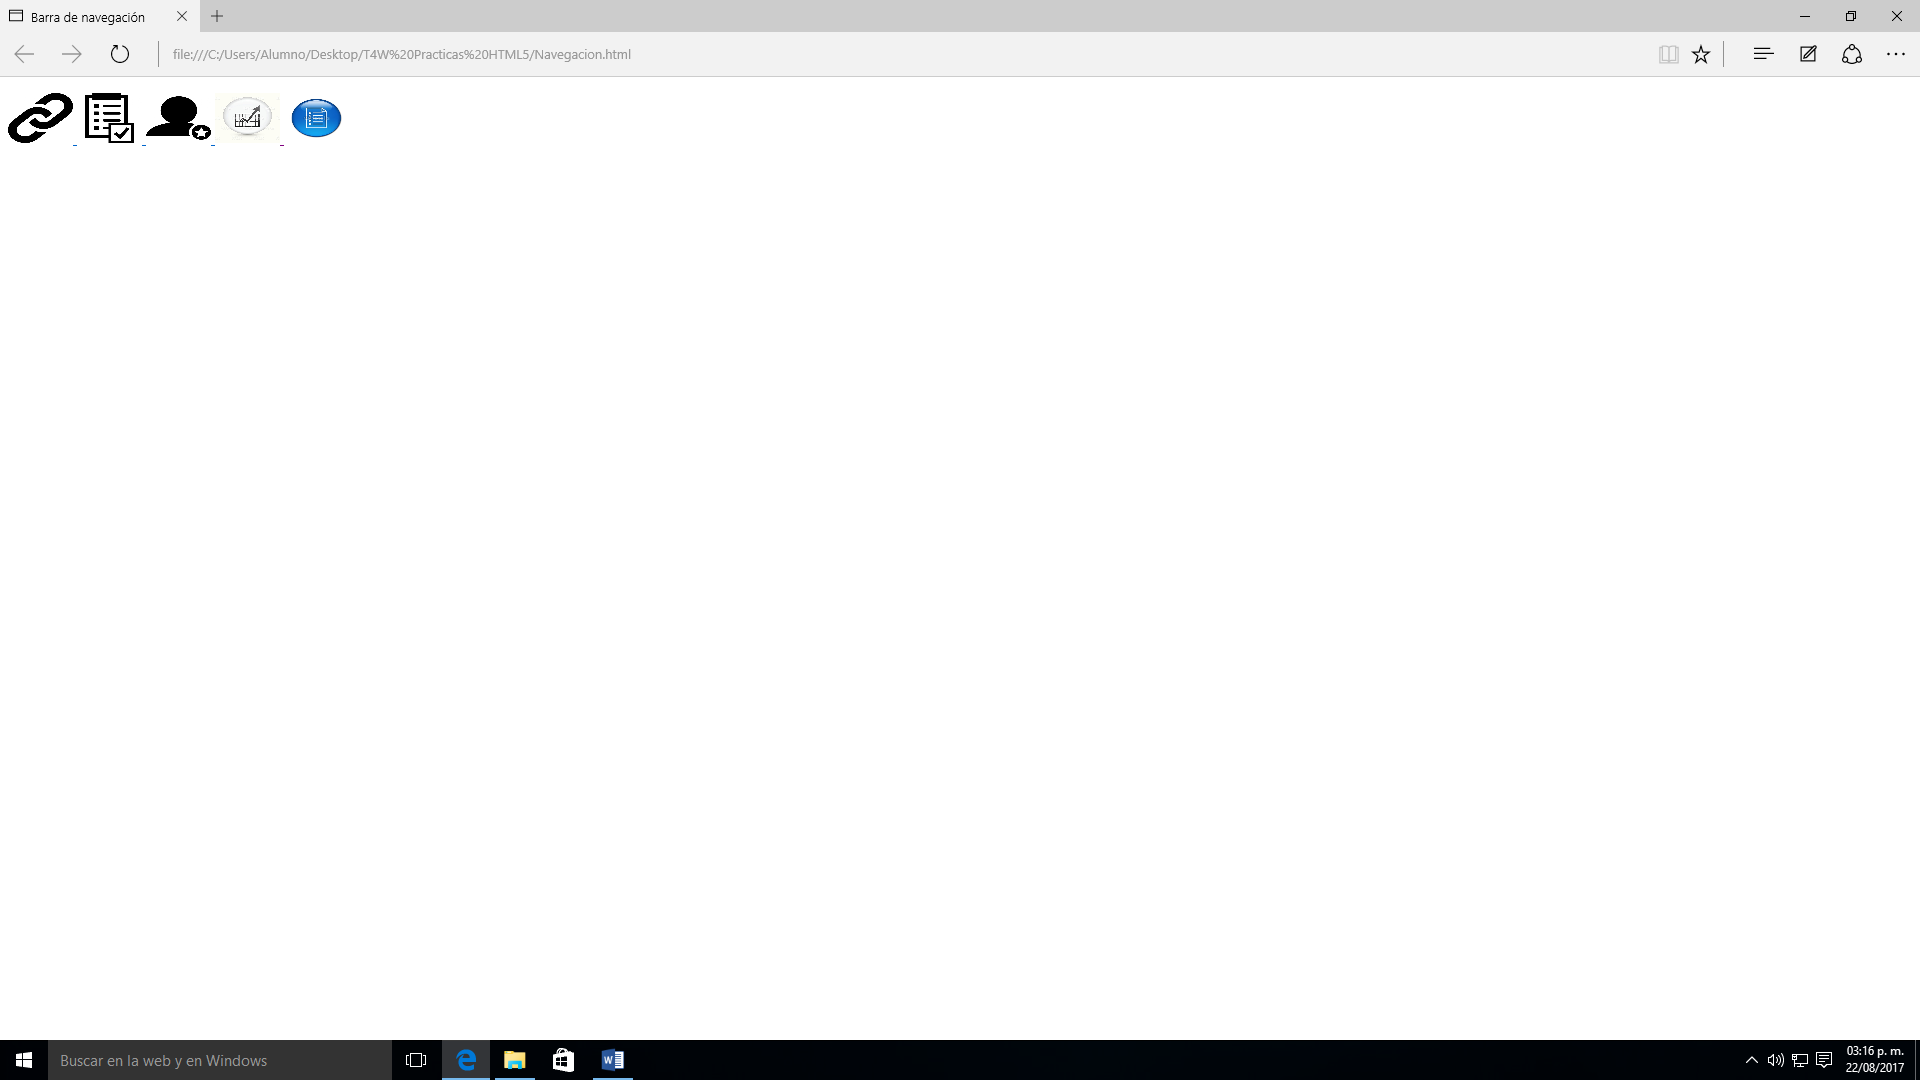 Barra de navegación
file:///C:/Users/Alumno/Desktop/T4W%20Practicas%20HTML5/Navegacion.html
Buscar en la web y en Windows
03:16 p. m.
22/08/2017